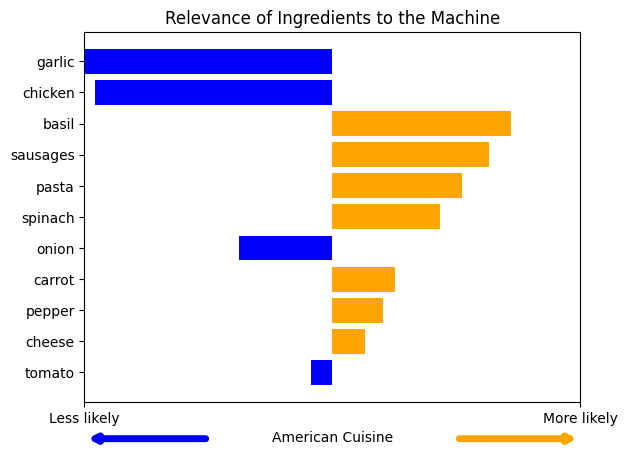 Relevance of Ingredients to the Machine
garlic
chicken
basil
sausages
pasta
spinach
onion
carrot
pepper
cheese
tomato
Less likely
More likely
American Cuisine